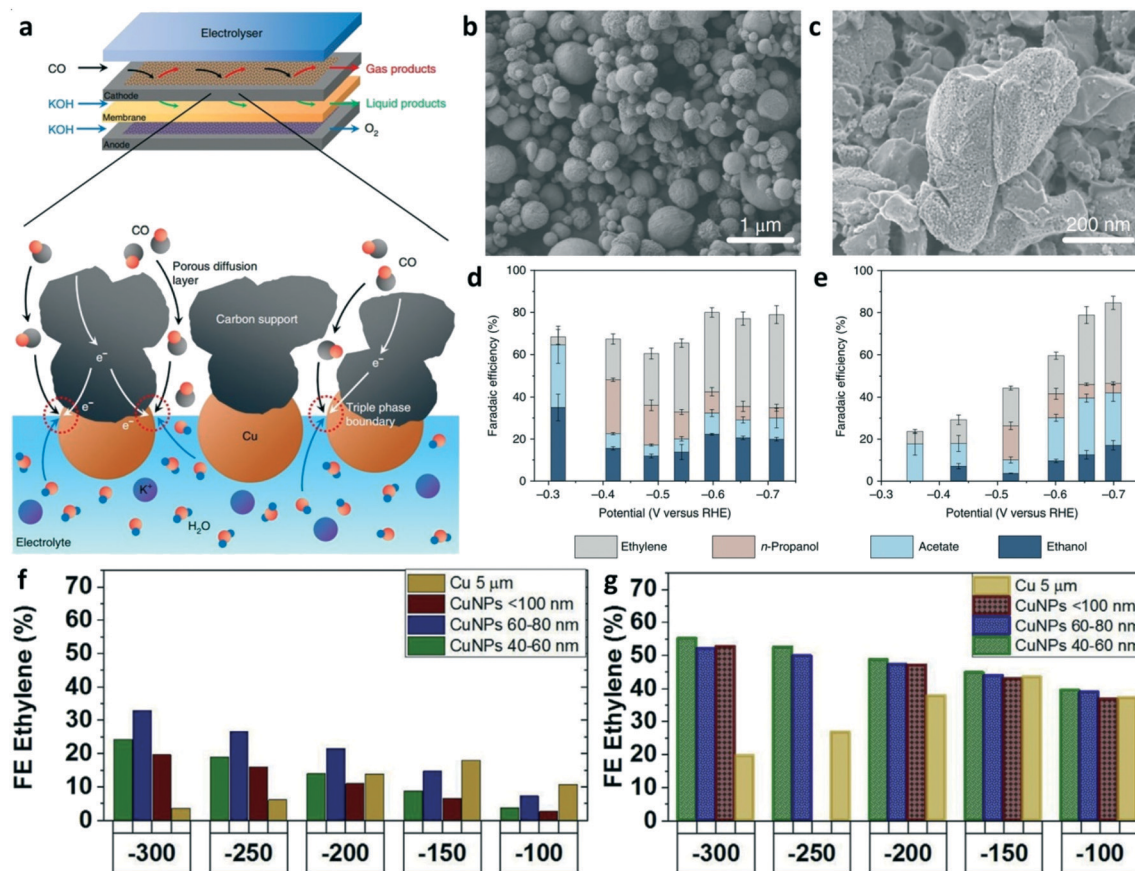 a
Electrolyser
CO
Gas products
Cathode
KOH
Liquid products
Membrane
KOH
O2
Anode
CO
Porous diffusion
layer
CO
Carbon support
e–
e–
e–
e–
Triple phase
boundary
Cu
K+
H2O
Electrolyte
b
1 μm
c
200 nm
d
100
80
60
40
20
0
Faradaic efficiency (%)
–0.3
–0.4
–0.5
–0.6
–0.7
Potential (V versus RHE)
e
100
80
60
40
20
0
Faradaic efficiency (%)
–0.4
–0.5
–0.6
–0.7
Potential (V versus RHE)
Ethylene
n-Propanol
Acetate
Ethanol
f
FE Ethylene (%)
70
60
50
40
30
20
10
0
Cu 5 μm
CuNPs <100 nm
CuNPs 60-80 nm
CuNPs 40-60 nm
-300
-250
-200
-150
-100
g
FE Ethylene (%)
70
60
50
40
30
20
10
0
Cu 5 μm
CuNPs <100 nm
CuNPs 60-80 nm
CuNPs 40-60 nm
-300
-250
-200
-150
-100